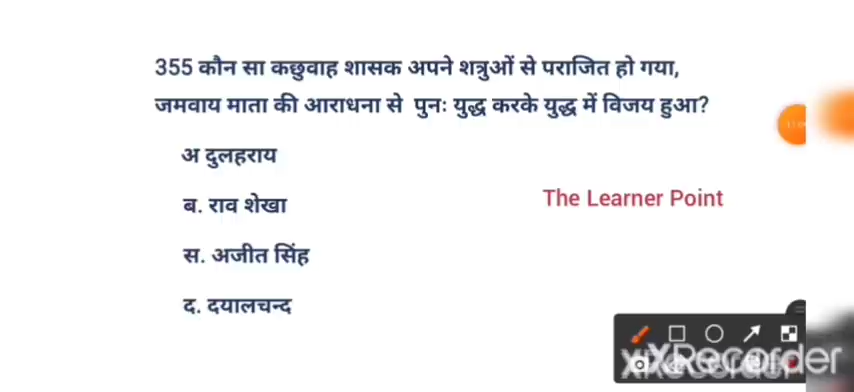 355 कौन सा कछुवाह शासक अपने शत्रुओं से पराजित हो गया,
जमवाय माता की आराधना से पुनः युद्ध करके युद्ध में विजय हुआ?
अ दुलहराय
ब. राव शेखा
The Learner Point
स. अजीत सिंह
द. दयालचन्द
XRecorder